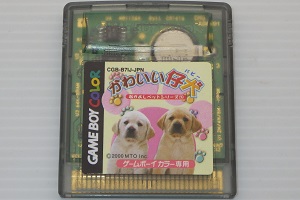 CGB-B7IJ-JPN
かわいい仔犬
GAME BOY COLOR
©2000 MTO Inc.
ゲームボーイカラー専用